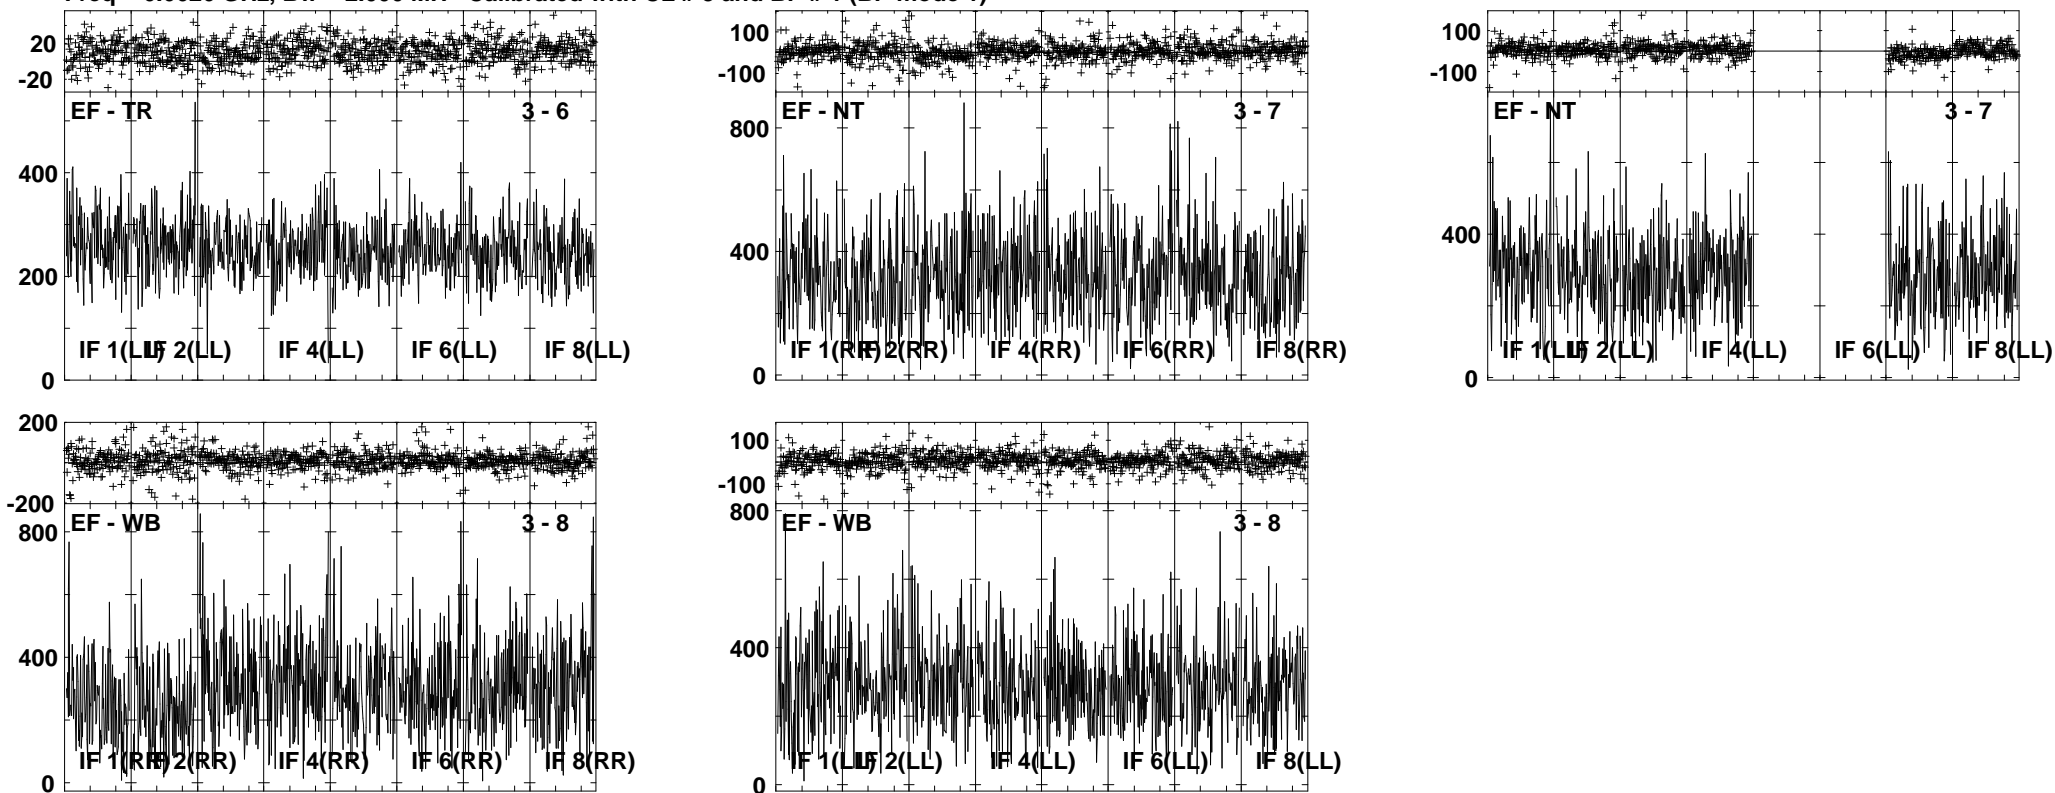 20
-20
EF - TR
3 - 6
400
200
0
IF 1(LL)
IF 2(LL)
IF 4(LL)
IF 6(LL)
IF 8(LL)
100
-100
EF - NT
3 - 7
800
400
0
IF 1(RR)
IF 2(RR)
IF 4(RR)
IF 6(RR)
IF 8(RR)
100
-100
EF - NT
3 - 7
400
0
IF 1(LL)
IF 2(LL)
IF 4(LL)
IF 6(LL)
IF 8(LL)
200
-200
EF - WB
3 - 8
800
400
0
IF 1(RR)
IF 2(RR)
IF 4(RR)
IF 6(RR)
IF 8(RR)
100
-100
EF - WB
3 - 8
800
400
0
IF 1(LL)
IF 2(LL)
IF 4(LL)
IF 6(LL)
IF 8(LL)